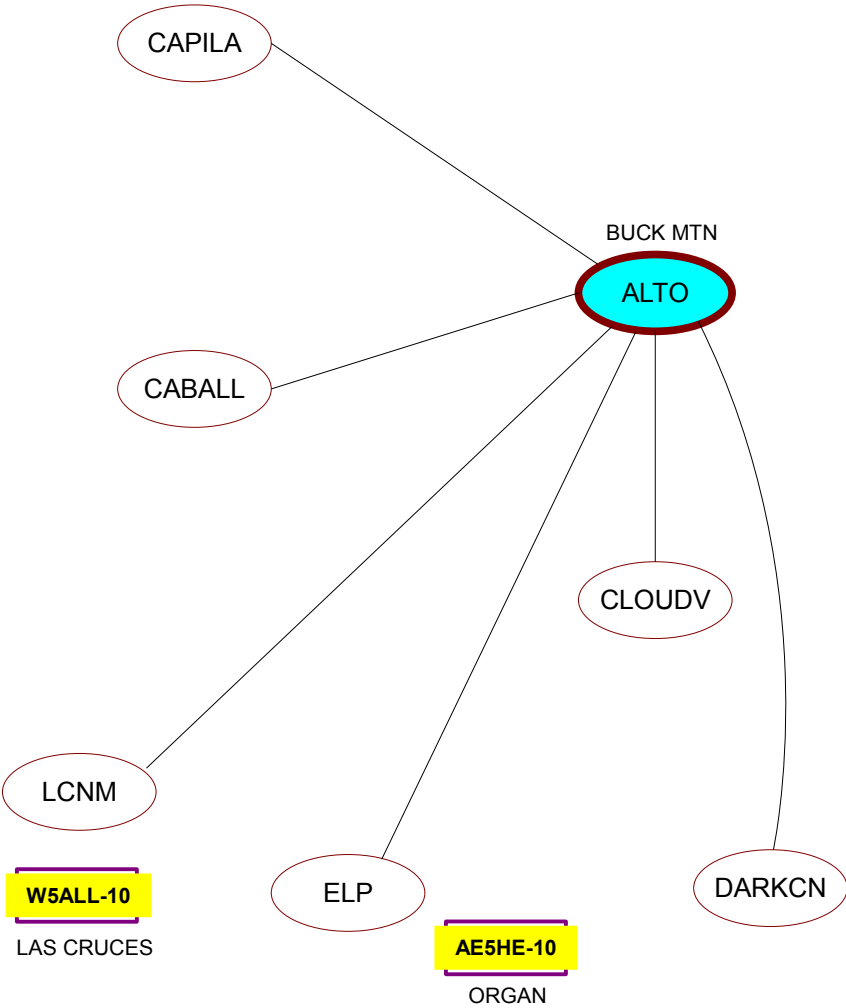 CAPILA
BUCK MTN
ALTO
CABALL
CLOUDV
LCNM
ELP
DARKCN
W5ALL-10
LAS CRUCES
AE5HE-10
ORGAN